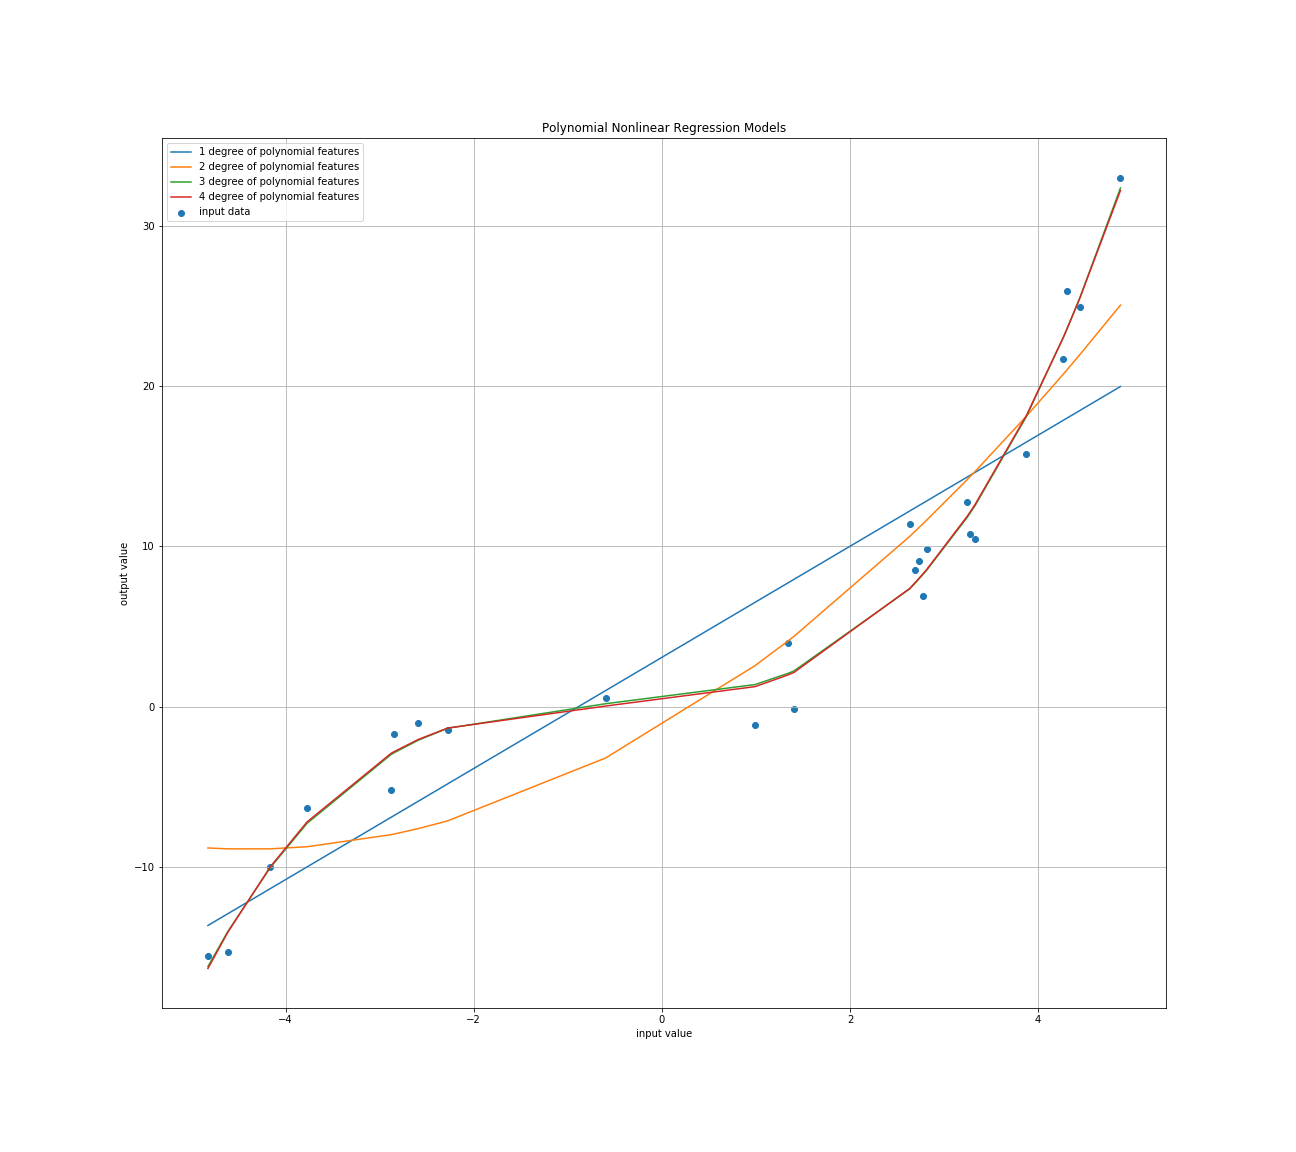 Polynomial Nonlinear Regression Models
1 degree of polynomial features
2 degree of polynomial features
3 degree of polynomial features
4 degree of polynomial features
input data
30
20
10
0
−10
output value
−4 −2 0 2 4
input value